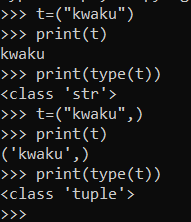 >>> t=("kwaku")
>>> print(t)
kwaku
>>> print(type(t))
<class 'str'>
>>> t=("kwaku",)
>>> print(t)
('kwaku',)
>>> print(type(t))
<class 'tuple'>
>>>